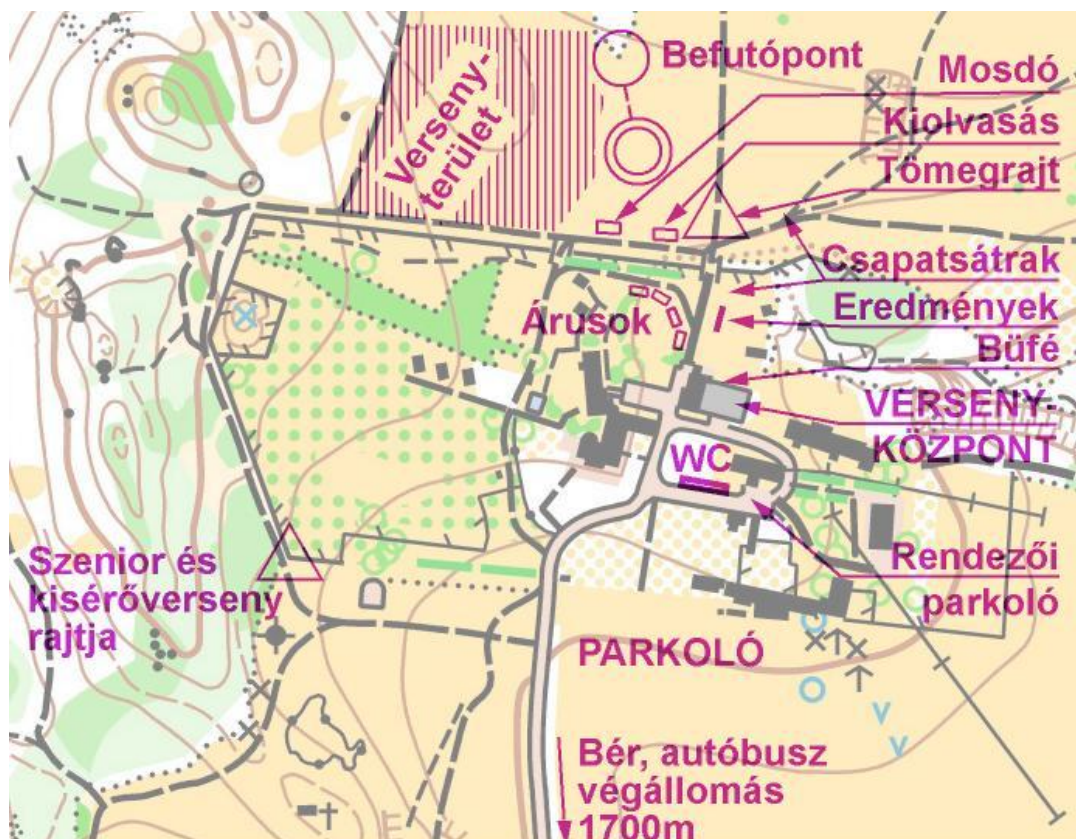 Befutópont
Mosdó
Kiolvasás
Tömegrajt
Verseny-
terület
Csapatsátrak
Eredmények
Büfé
Árusok
VERSENY-
KÖZPONT
WC
Rendezői
parkoló
Szenior és
kisérőverseny
rajtja
PARKOLÓ
Bér, autóbusz
végállomás
1700m